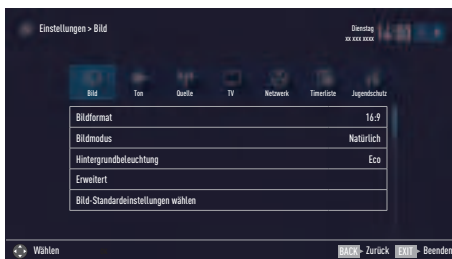 Einstellungen > Bild
Dienstag
xx xxx xxxx
Bild Ton Quelle TV Netzwerk Timerliste Jugendschutz
Bildformat 16:9
Bildmodus Natürlich
Hintergrundbeleuchtung Eco
Erweitert
Bild-Standardeinstellungen wählen
Wählen BACK Zurück EXIT Beenden